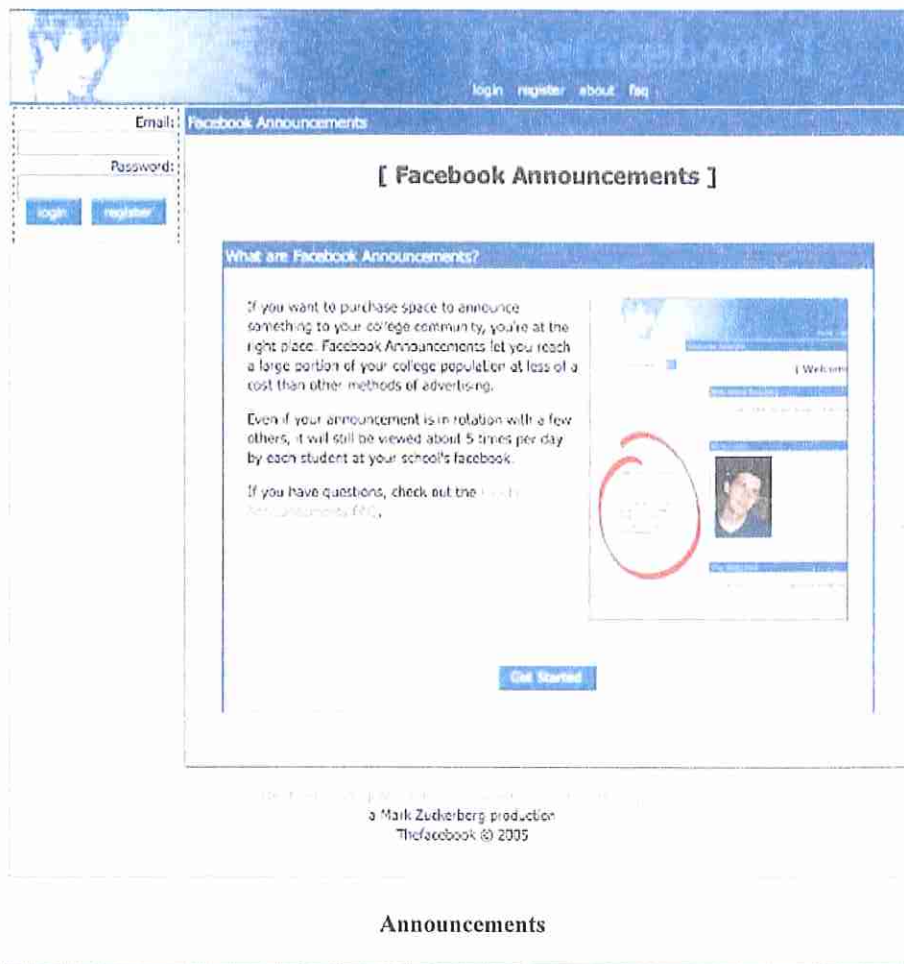 [ thefacebook ]
login register about faq
Email:
Password:
login register
Facebook Announcements
[ Facebook Announcements ]
What are Facebook Announcements?
If you want to purchase space to announce
something to your college community, you're at the
right place. Facebook Announcements let you reach
a large portion of your college population at less of a
cost than other methods of advertising.
Even if your announcement is in rotation with a few
others, it will still be viewed about 5 times per day
by each student at your school's facebook.
If you have questions, check out the
Announcements FAQ.
[ Welcom
Get Started
a Mark Zuckerberg production
Thefacebook © 2005
Announcements